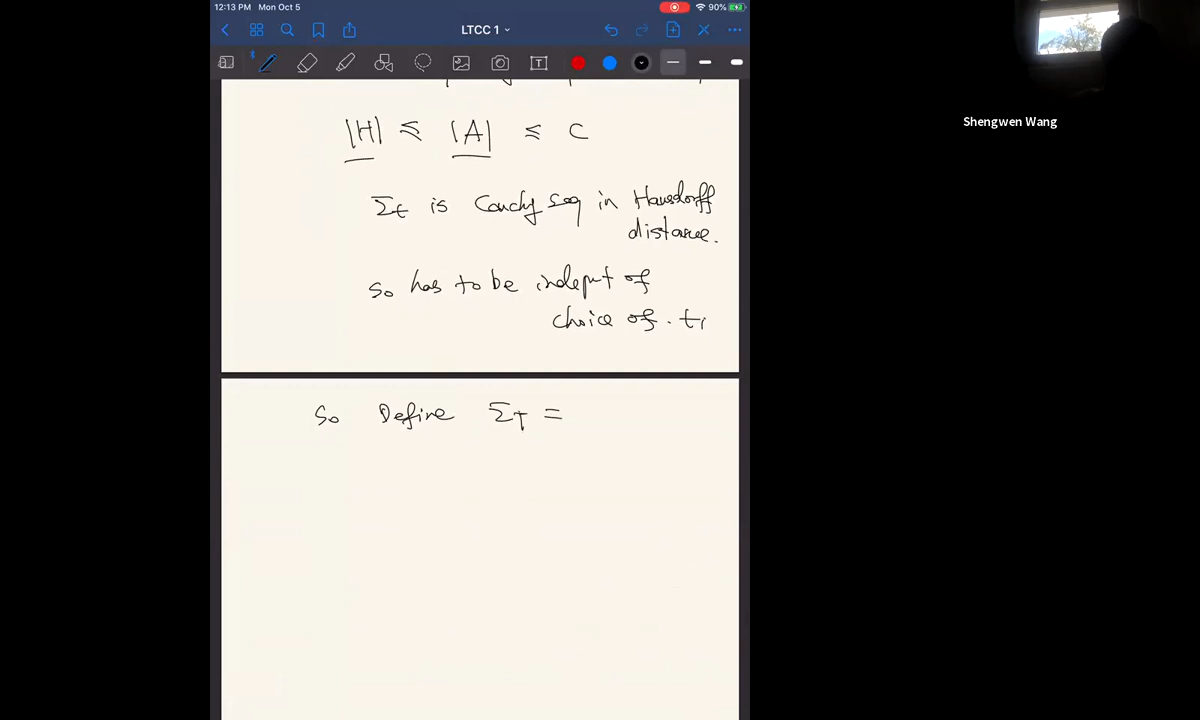 12:13 PM Mon Oct 5
90%
LTCC 1
T
|H| ≤ |A| ≤ C
Σt is Cauchy seq in Hausdorff
distance.
so has to be indept of
choice of . ti
So Define ΣT =
Shengwen Wang